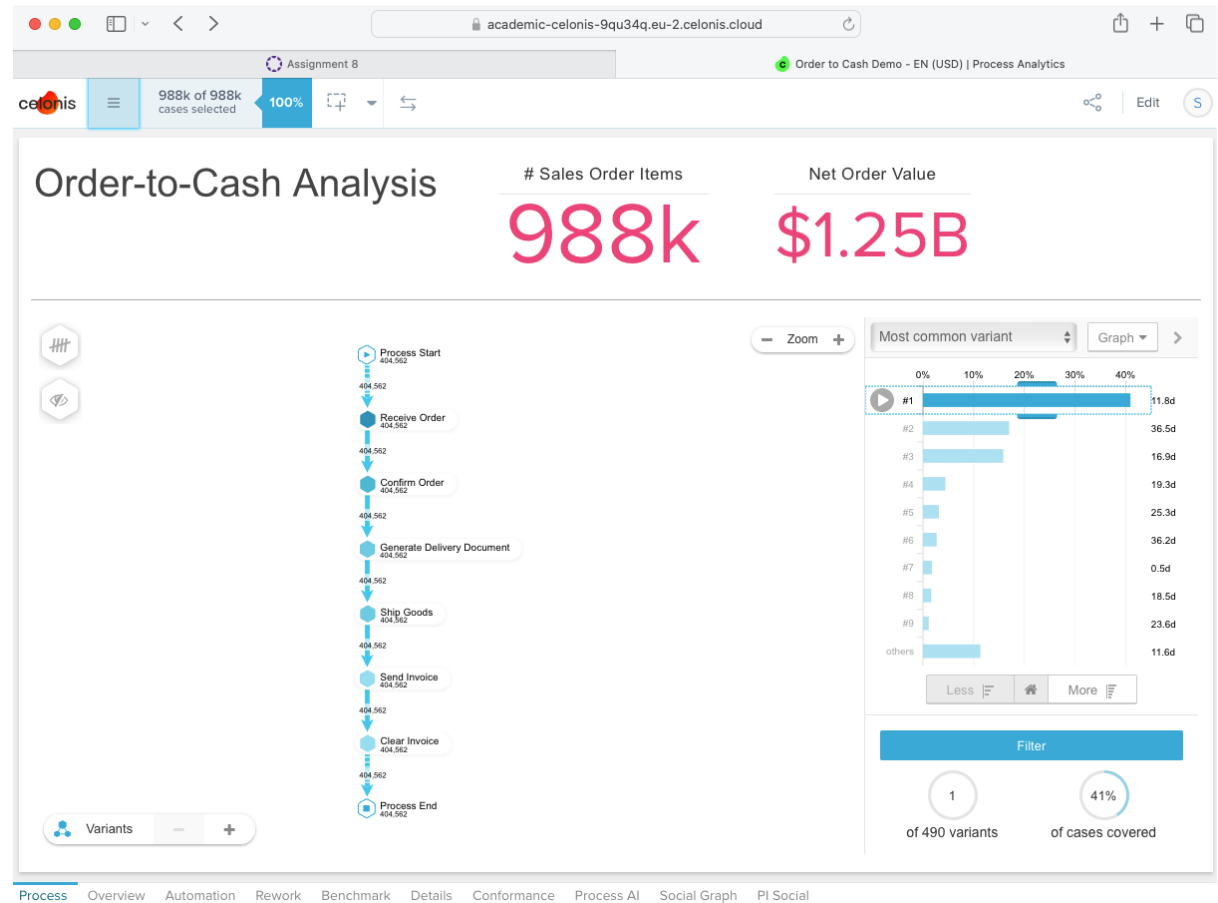 academic-celonis-9qu34q.eu-2.celonis.cloud
Assignment 8
c Order to Cash Demo - EN (USD) | Process Analytics
celonis
988k of 988k
cases selected
100%
Edit
S
Order-to-Cash Analysis
# Sales Order Items
988k
Net Order Value
$1.25B
Process Start
404,562
404,562
Receive Order
404,562
404,562
Confirm Order
404,562
404,562
Generate Delivery Document
404,562
404,562
Ship Goods
404,562
404,562
Send Invoice
404,562
404,562
Clear Invoice
404,562
404,562
Process End
404,562
Variants
Zoom
Most common variant
Graph
0% 10% 20% 30% 40%
#1 11.8d
#2 36.5d
#3 16.9d
#4 19.3d
#5 25.3d
#6 36.2d
#7 0.5d
#8 18.5d
#9 23.6d
others 11.6d
Less More
Filter
1
of 490 variants
41%
of cases covered
Process Overview Automation Rework Benchmark Details Conformance Process AI Social Graph PI Social